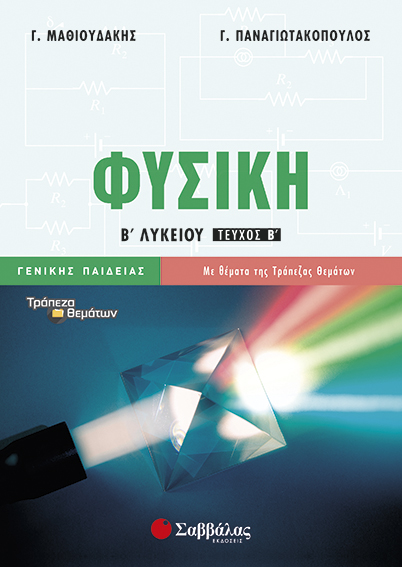 Γ. ΜΑΘΙΟΥΔΑΚΗΣ
Γ. ΠΑΝΑΓΙΩΤΑΚΟΠΟΥΛΟΣ
ΦΥΣΙΚΗ
Β΄ ΛΥΚΕΙΟΥ ΤΕΥΧΟΣ Β΄
ΓΕΝΙΚΗΣ ΠΑΙΔΕΙΑΣ
Με θέματα της Τράπεζας Θεμάτων
Τράπεζα
Θεμάτων
Σαββάλας
ΕΚΔΟΣΕΙΣ